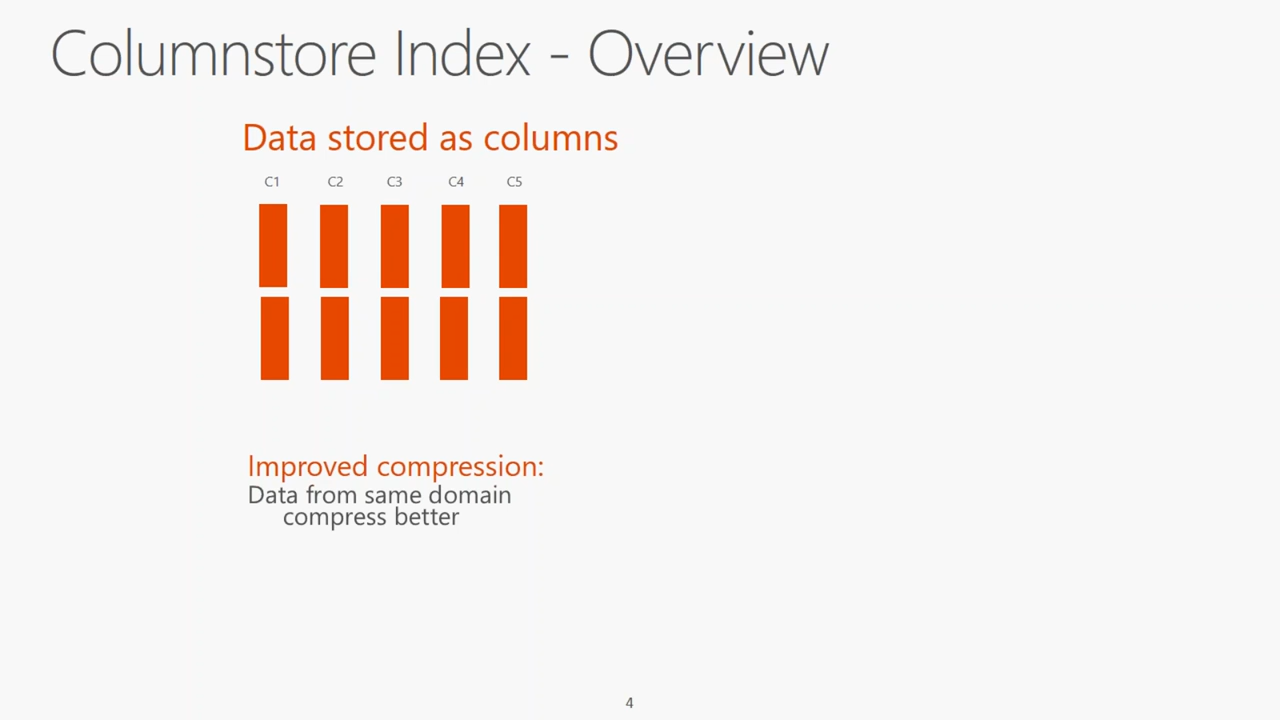 Columnstore Index - Overview
Data stored as columns
C1 C2 C3 C4 C5
Improved compression:
Data from same domain
compress better
4